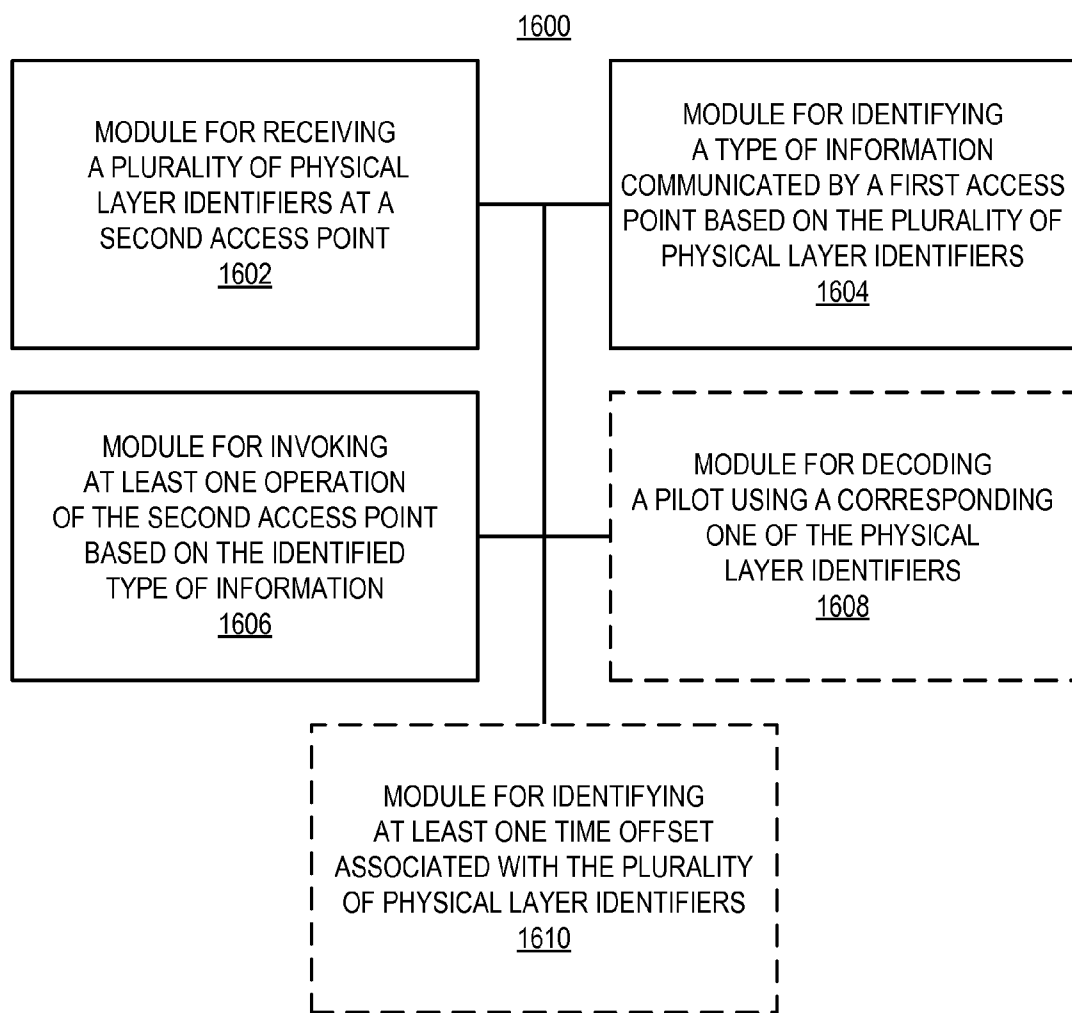 1600
MODULE FOR RECEIVING
A PLURALITY OF PHYSICAL
LAYER IDENTIFIERS AT A
SECOND ACCESS POINT
1602
MODULE FOR IDENTIFYING
A TYPE OF INFORMATION
COMMUNICATED BY A FIRST ACCESS
POINT BASED ON THE PLURALITY OF
PHYSICAL LAYER IDENTIFIERS
1604
MODULE FOR INVOKING
AT LEAST ONE OPERATION
OF THE SECOND ACCESS POINT
BASED ON THE IDENTIFIED
TYPE OF INFORMATION
1606
MODULE FOR DECODING
A PILOT USING A CORRESPONDING
ONE OF THE PHYSICAL
LAYER IDENTIFIERS
1608
MODULE FOR IDENTIFYING
AT LEAST ONE TIME OFFSET
ASSOCIATED WITH THE PLURALITY
OF PHYSICAL LAYER IDENTIFIERS
1610